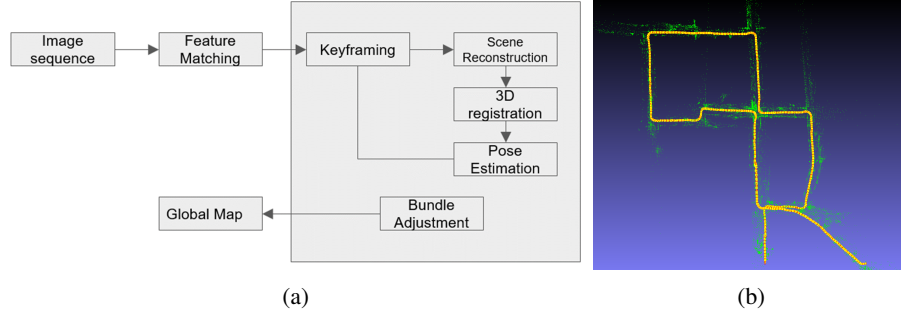 Image
sequence
Feature
Matching
Keyframing
Scene
Reconstruction
3D
registration
Pose
Estimation
Bundle
Adjustment
Global Map
(a)
(b)